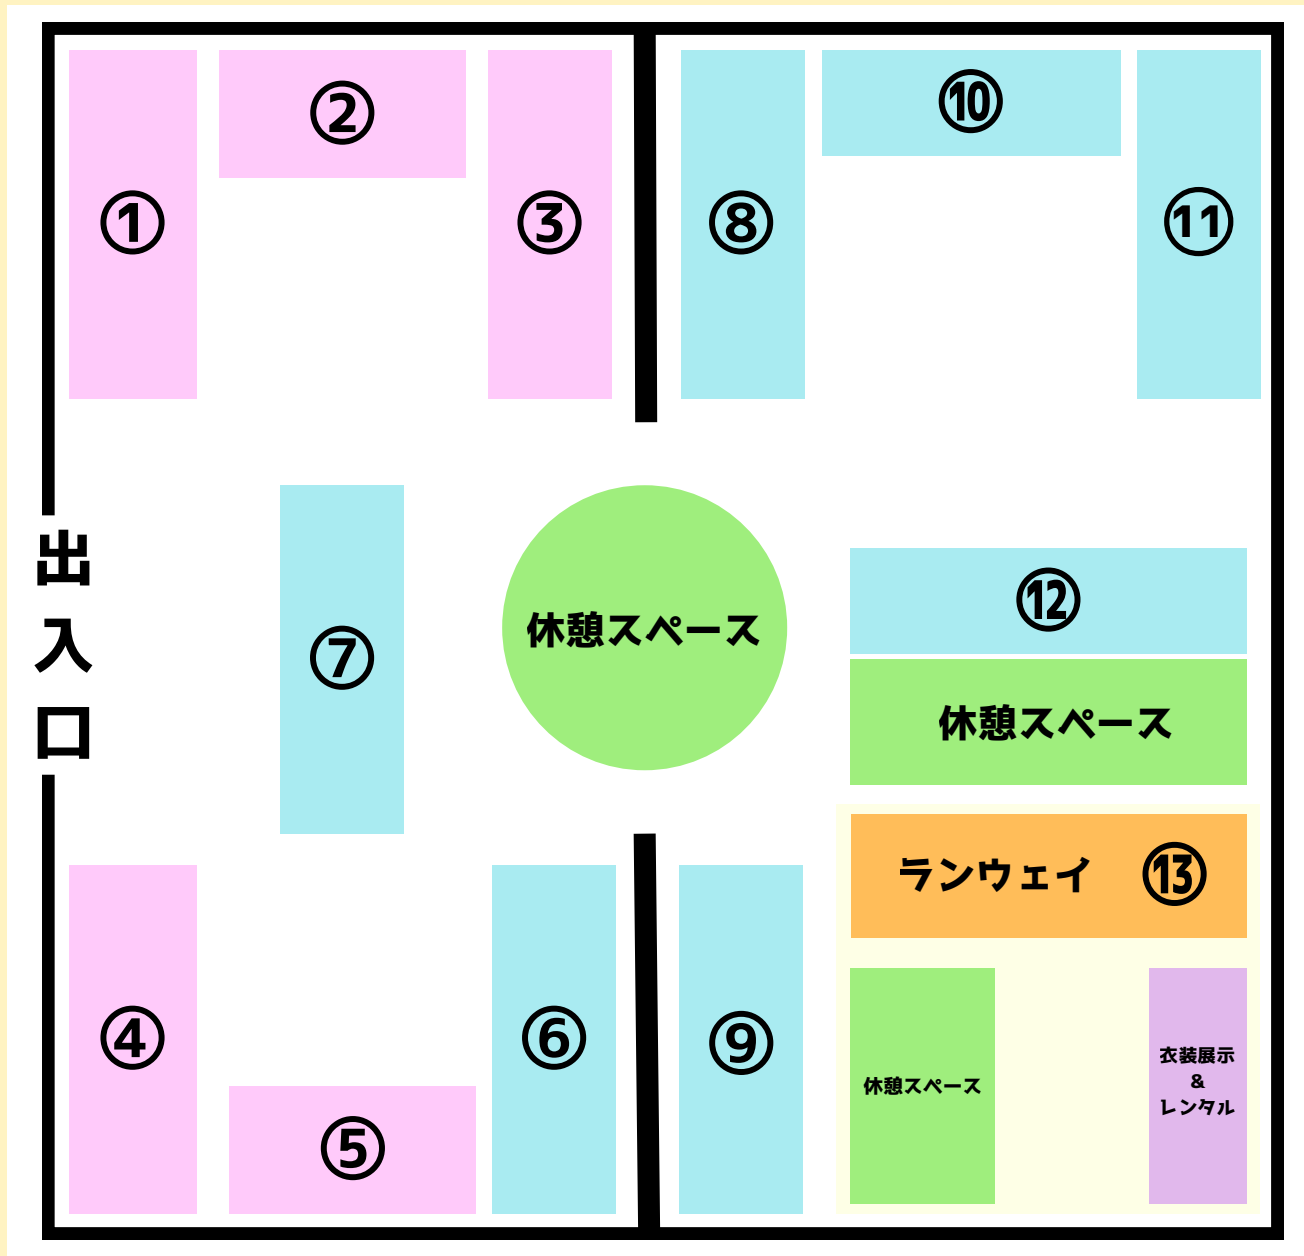 ①
②
③
⑧
⑩
⑪
出
入
口
⑦
休憩スペース
⑫
休憩スペース
ランウェイ ⑬
④
⑤
⑥
⑨
休憩スペース
衣装展示
&
レンタル